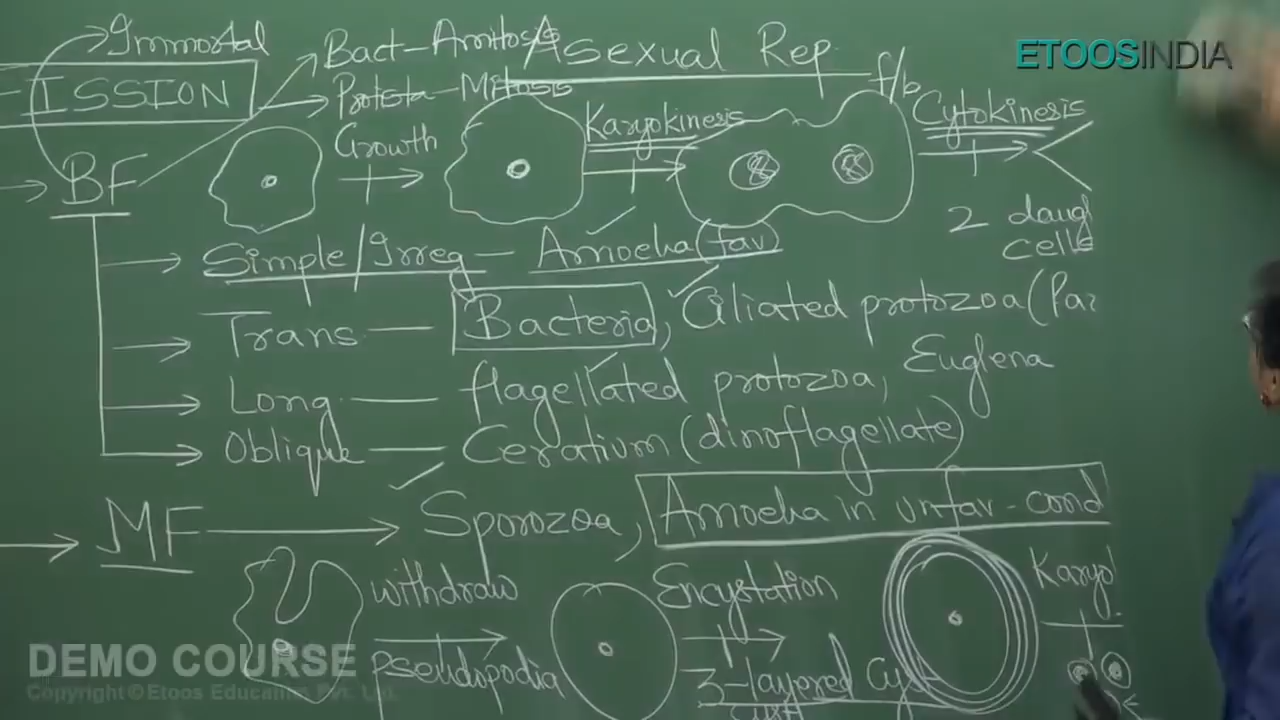 Immortal
Bact-Amitosis
Asexual Rep.
ETOOSINDIA
ISSION
Protista-Mitosis
f/b
Growth
Karyokinesis
Cytokinesis
BF
2 daugh
cells
Simple/Irreg - Amoeba (fav)
Trans - Bacteria, Ciliated protozoa (Par
Long - flagellated protozoa, Euglena
Oblique - Ceratium (dinoflagellate)
MF → Sporozoa, Amoeba in unfav-cond
withdraw
pseudopodia
Encystation
3-layered Cyst
Cyst
Karyo
DEMO COURSE
Copyright © Etoos Education Pvt. Ltd.